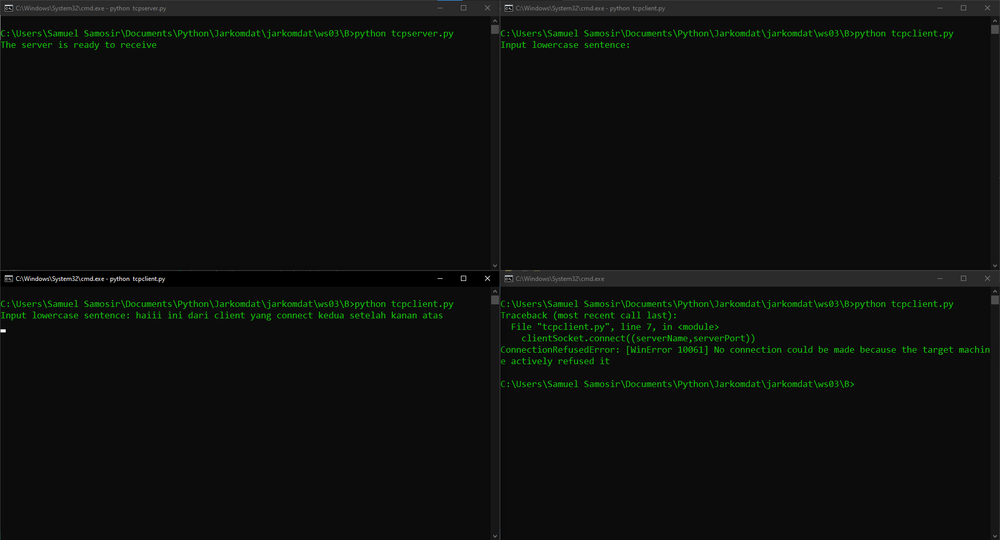 C:\Windows\System32\cmd.exe - python  tcpserver.py
C:\Users\Samuel Samosir\Documents\Python\Jarkomdat\jarkomdat\ws03\B>python tcpserver.py
The server is ready to receive
C:\Windows\System32\cmd.exe - python  tcpclient.py
C:\Users\Samuel Samosir\Documents\Python\Jarkomdat\jarkomdat\ws03\B>python tcpclient.py
Input lowercase sentence:
C:\Windows\System32\cmd.exe - python  tcpclient.py
C:\Users\Samuel Samosir\Documents\Python\Jarkomdat\jarkomdat\ws03\B>python tcpclient.py
Input lowercase sentence: haiii ini dari client yang connect kedua setelah kanan atas
C:\Windows\System32\cmd.exe
C:\Users\Samuel Samosir\Documents\Python\Jarkomdat\jarkomdat\ws03\B>python tcpclient.py
Traceback (most recent call last):
  File "tcpclient.py", line 7, in <module>
    clientSocket.connect((serverName,serverPort))
ConnectionRefusedError: [WinError 10061] No connection could be made because the target machin
e actively refused it
C:\Users\Samuel Samosir\Documents\Python\Jarkomdat\jarkomdat\ws03\B>